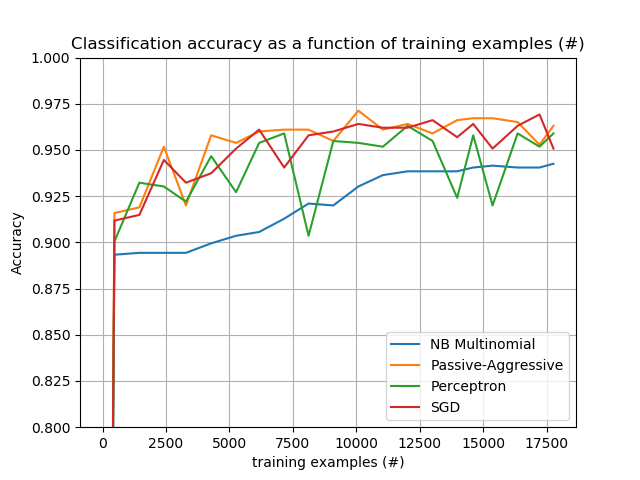 Classification accuracy as a function of training examples (#)
1.000
0.975
0.950
0.925
0.900
0.875
0.850
0.825
0.800
Accuracy
NB Multinomial
Passive-Aggressive
Perceptron
SGD
0 2500 5000 7500 10000 12500 15000 17500
training examples (#)